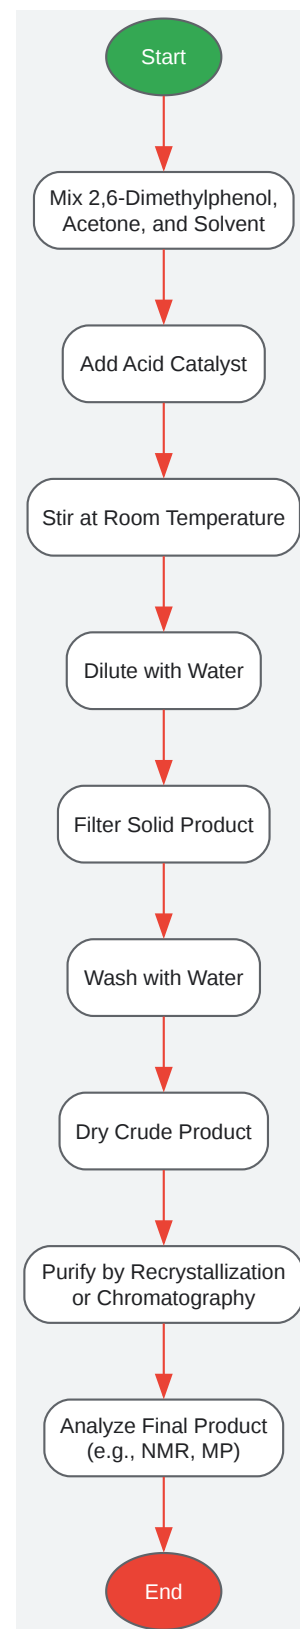 Start
Mix 2,6-Dimethylphenol,
Acetone, and Solvent
Add Acid Catalyst
Stir at Room Temperature
Dilute with Water
Filter Solid Product
Wash with Water
Dry Crude Product
Purify by Recrystallization
or Chromatography
Analyze Final Product
(e.g., NMR, MP)
End